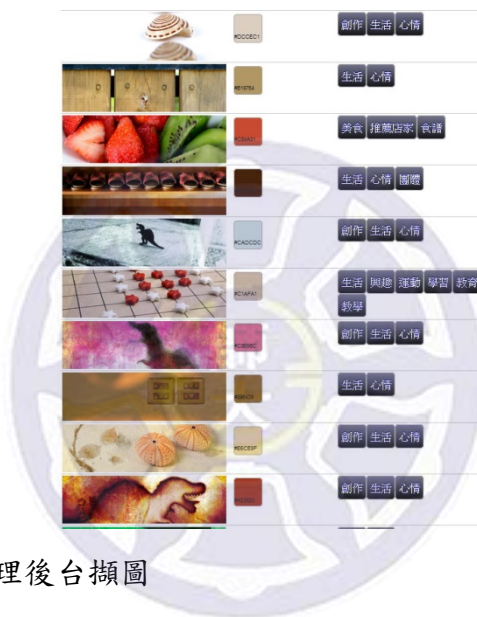 #DCCEC1
創作 生活 心情
生活 心情
美食 推薦店家 食譜
生活 心情 團體
#CADCDC
創作 生活 心情
#C1AFA1
生活 興趣 運動 學習 教育
教學
創作 生活 心情
生活 心情
創作 生活 心情
創作 生活 心情
理後台擷圖